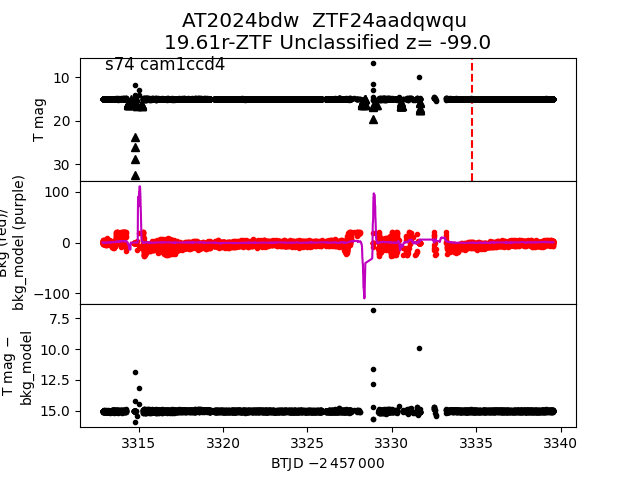 AT2024bdw  ZTF24aadqwqu
19.61r-ZTF Unclassified z= -99.0
s74 cam1ccd4
10
20
30
T mag
100
0
−100
bkg_model (purple)
7.5
10.0
12.5
15.0
T mag −
bkg_model
3315
3320
3325
3330
3335
3340
BTJD −2 457 000